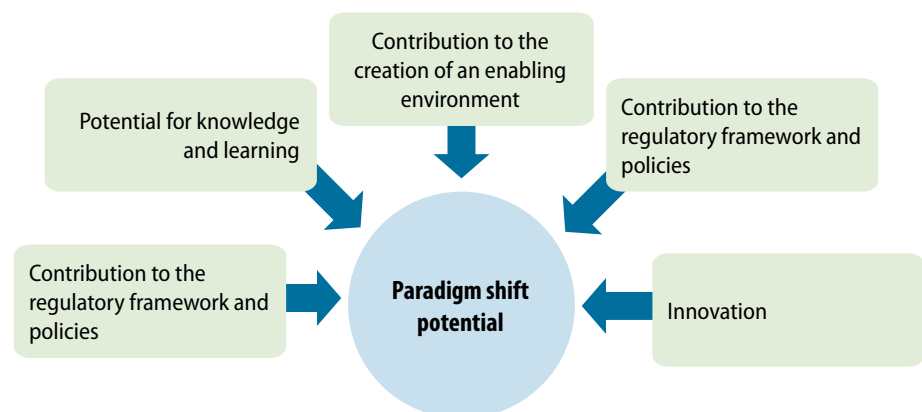 Contribution to the
creation of an enabling
environment
Potential for knowledge
and learning
Contribution to the
regulatory framework and
policies
Contribution to the
regulatory framework and
policies
Paradigm shift
potential
Innovation